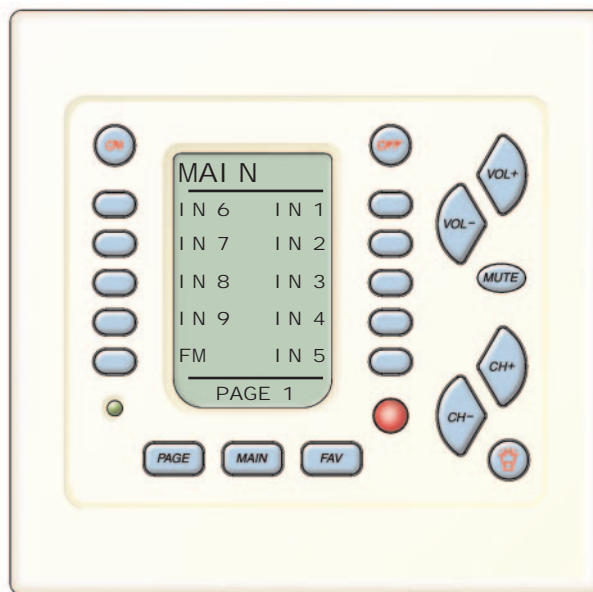 ON
OFF
MAIN
IN 6 IN 1
IN 7 IN 2
IN 8 IN 3
IN 9 IN 4
FM IN 5
PAGE 1
VOL+
VOL–
MUTE
CH+
CH–
PAGE MAIN FAV